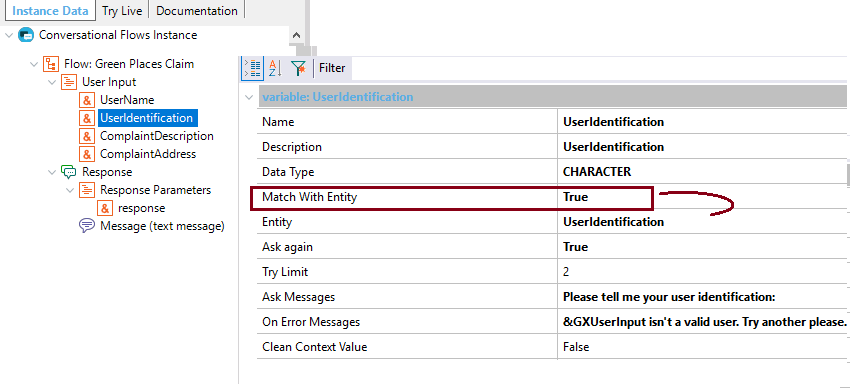 Instance Data
Try Live
Documentation
Conversational Flows Instance
Flow: Green Places Claim
User Input
& UserName
& UserIdentification
& ComplaintDescription
& ComplaintAddress
Response
Response Parameters
& response
Message (text message)
A Z Filter
variable: UserIdentification
Name UserIdentification
Description UserIdentification
Data Type CHARACTER
Match With Entity True
Entity UserIdentification
Ask again True
Try Limit 2
Ask Messages Please tell me your user identification:
On Error Messages &GXUserInput isn't a valid user. Try another please.
Clean Context Value False